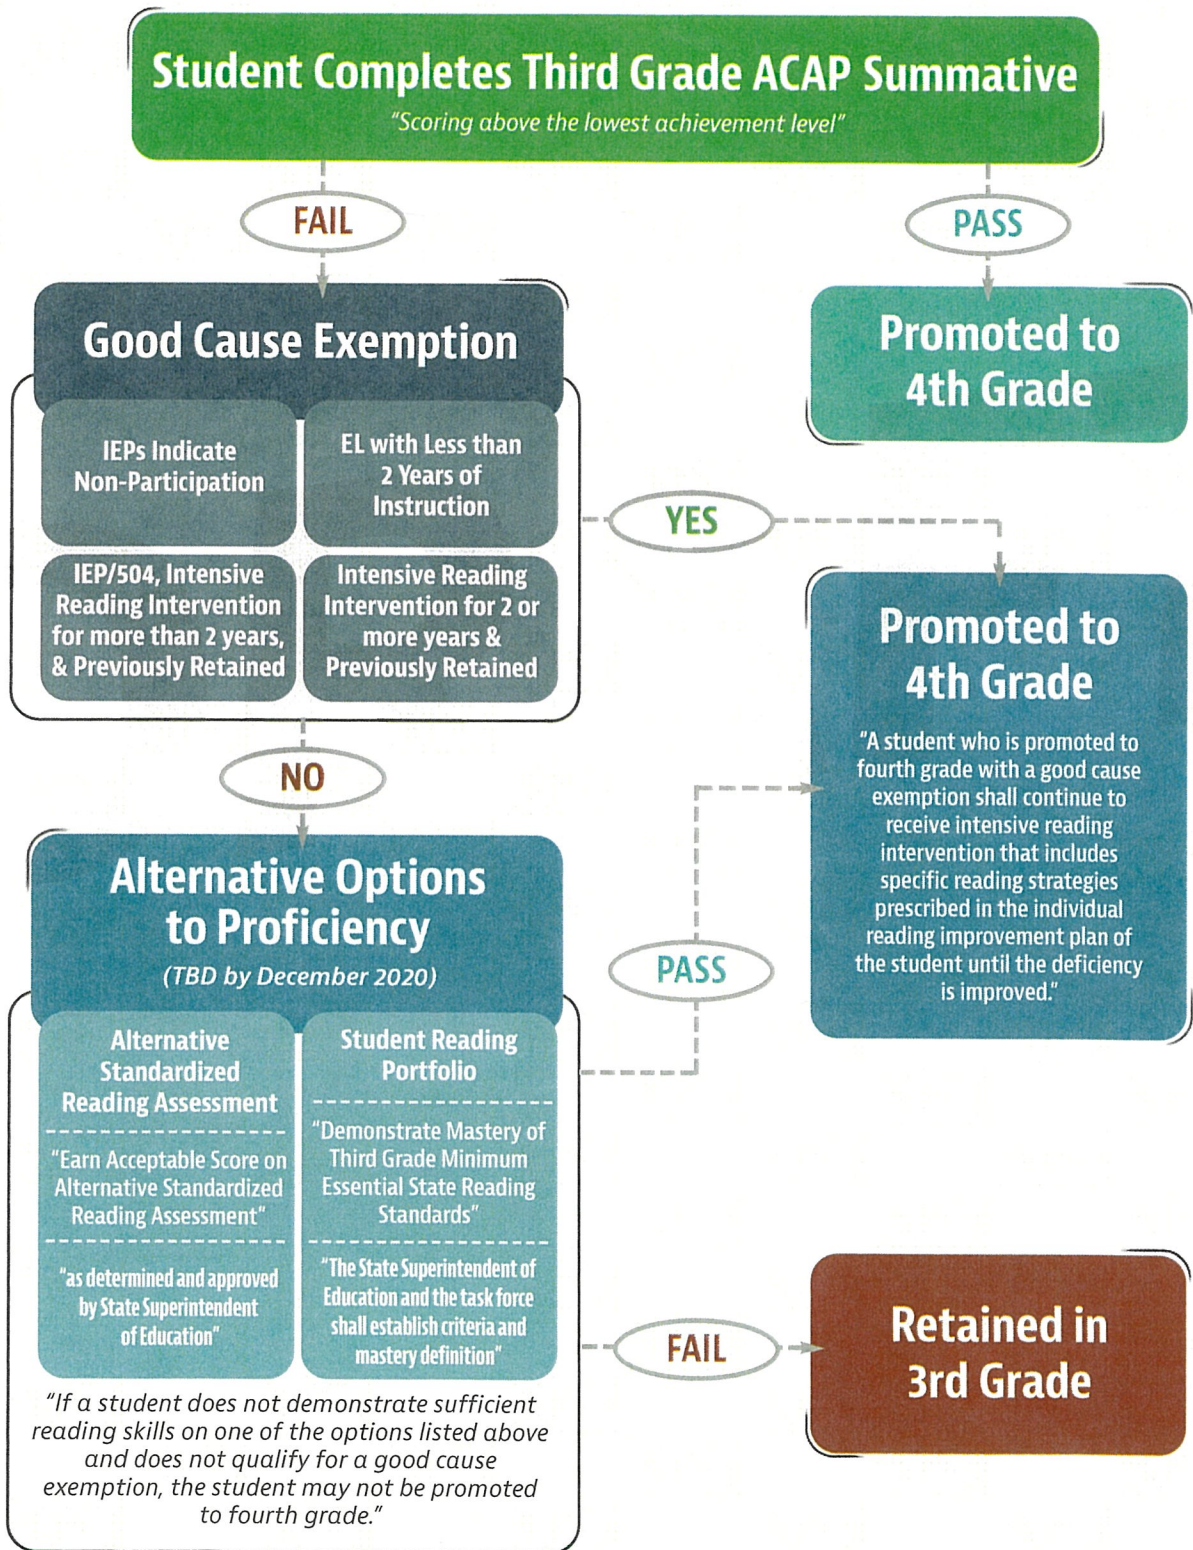 Student Completes Third Grade ACAP Summative
"Scoring above the lowest achievement level"
FAIL
PASS
Good Cause Exemption
IEPs Indicate
Non-Participation
EL with Less than
2 Years of
Instruction
IEP/504, Intensive
Reading Intervention
for more than 2 years,
& Previously Retained
Intensive Reading
Intervention for 2 or
more years &
Previously Retained
Promoted to
4th Grade
YES
Promoted to
4th Grade
"A student who is promoted to
fourth grade with a good cause
exemption shall continue to
receive intensive reading
intervention that includes
specific reading strategies
prescribed in the individual
reading improvement plan of
the student until the deficiency
is improved."
NO
Alternative Options
to Proficiency
(TBD by December 2020)
Alternative
Standardized
Reading Assessment
"Earn Acceptable Score on
Alternative Standardized
Reading Assessment"
"as determined and approved
by State Superintendent
of Education"
Student Reading
Portfolio
"Demonstrate Mastery of
Third Grade Minimum
Essential State Reading
Standards"
"The State Superintendent of
Education and the task force
shall establish criteria and
mastery definition"
"If a student does not demonstrate sufficient
reading skills on one of the options listed above
and does not qualify for a good cause
exemption, the student may not be promoted
to fourth grade."
PASS
FAIL
Retained in
3rd Grade